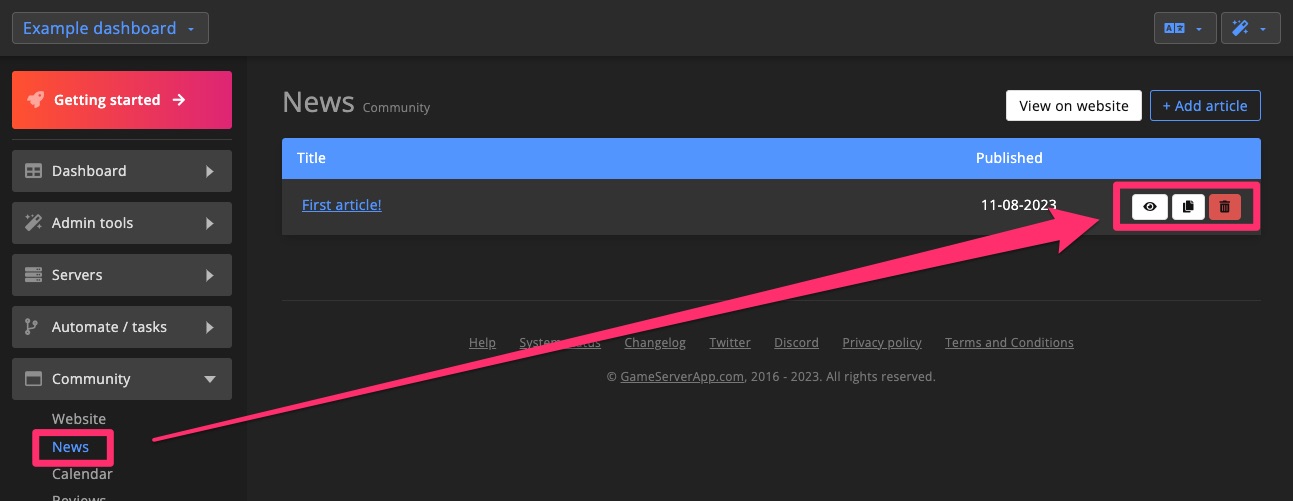 Example dashboard
Getting started
News Community
View on website
+ Add article
Title Published
First article! 11-08-2023
Dashboard
Admin tools
Servers
Automate / tasks
Community
Website
News
Calendar
Reviews
Help System status Changelog Twitter Discord Privacy policy Terms and Conditions
© GameServerApp.com, 2016 - 2023. All rights reserved.